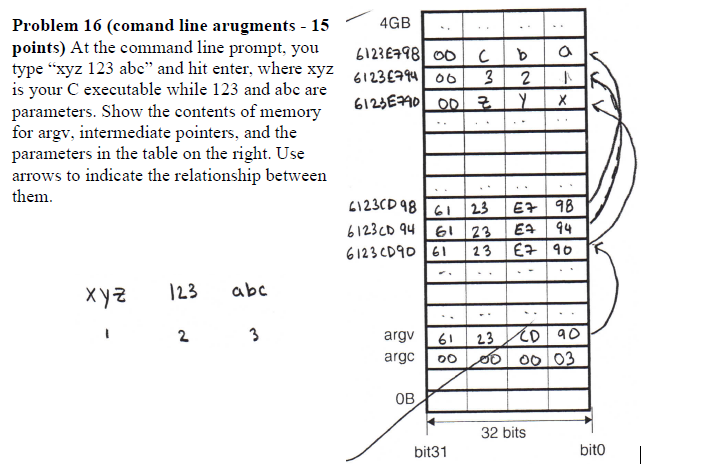 Problem 16 (comand line arugments - 15
points) At the command line prompt, you
type “xyz 123 abc” and hit enter, where xyz
is your C executable while 123 and abc are
parameters. Show the contents of memory
for argv, intermediate pointers, and the
parameters in the table on the right. Use
arrows to indicate the relationship between
them.
xyz 123 abc
1 2 3
4GB .. .. .. ..
6123E798 00 c b a
6123E794 00 3 2 1
6123E790 00 Z Y X
.. .. .. ..
.. .. .. ..
6123CD98 61 23 E7 98
6123CD94 61 23 E7 94
6123CD90 61 23 E7 90
.. .. .. ..
.. .. .. ..
argv 61 23 CD 90
argc 00 00 00 03
0B
32 bits
bit31 bit0